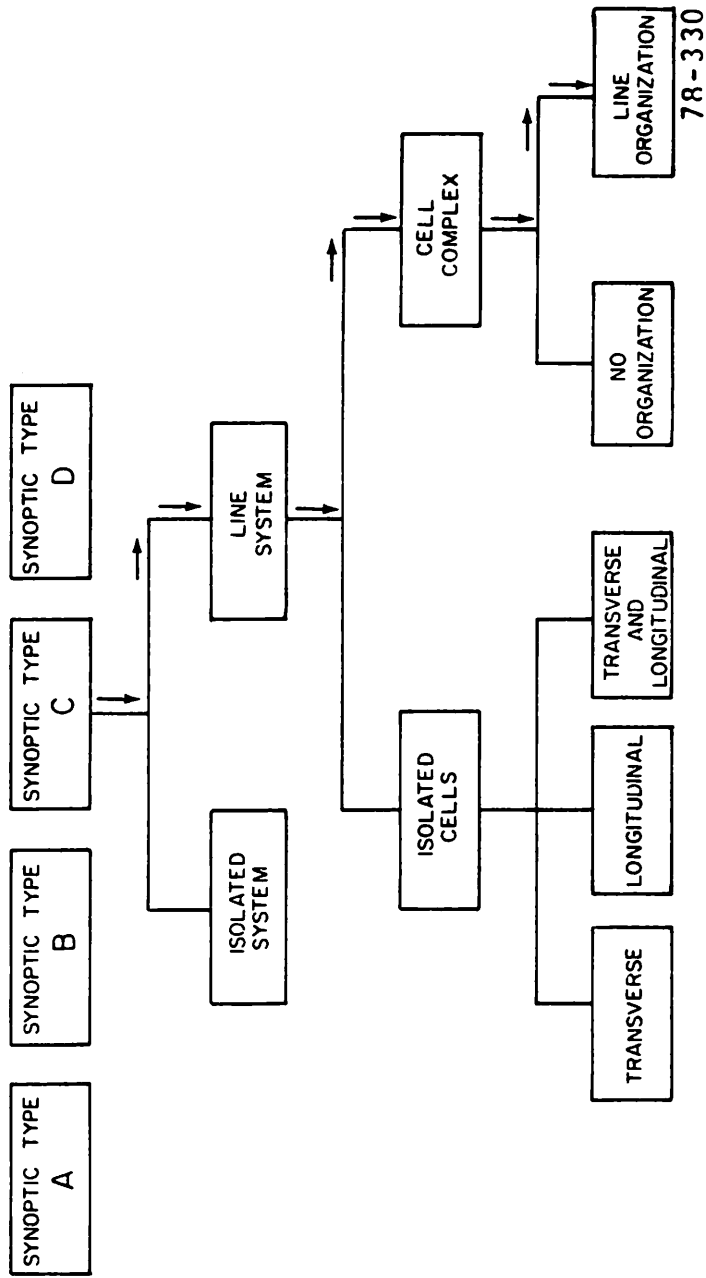 SYNOPTIC TYPE
A
SYNOPTIC TYPE
B
SYNOPTIC TYPE
C
SYNOPTIC TYPE
D
ISOLATED
SYSTEM
LINE
SYSTEM
ISOLATED
CELLS
CELL
COMPLEX
TRANSVERSE
LONGITUDINAL
TRANSVERSE
AND
LONGITUDINAL
NO
ORGANIZATION
LINE
ORGANIZATION
78-330